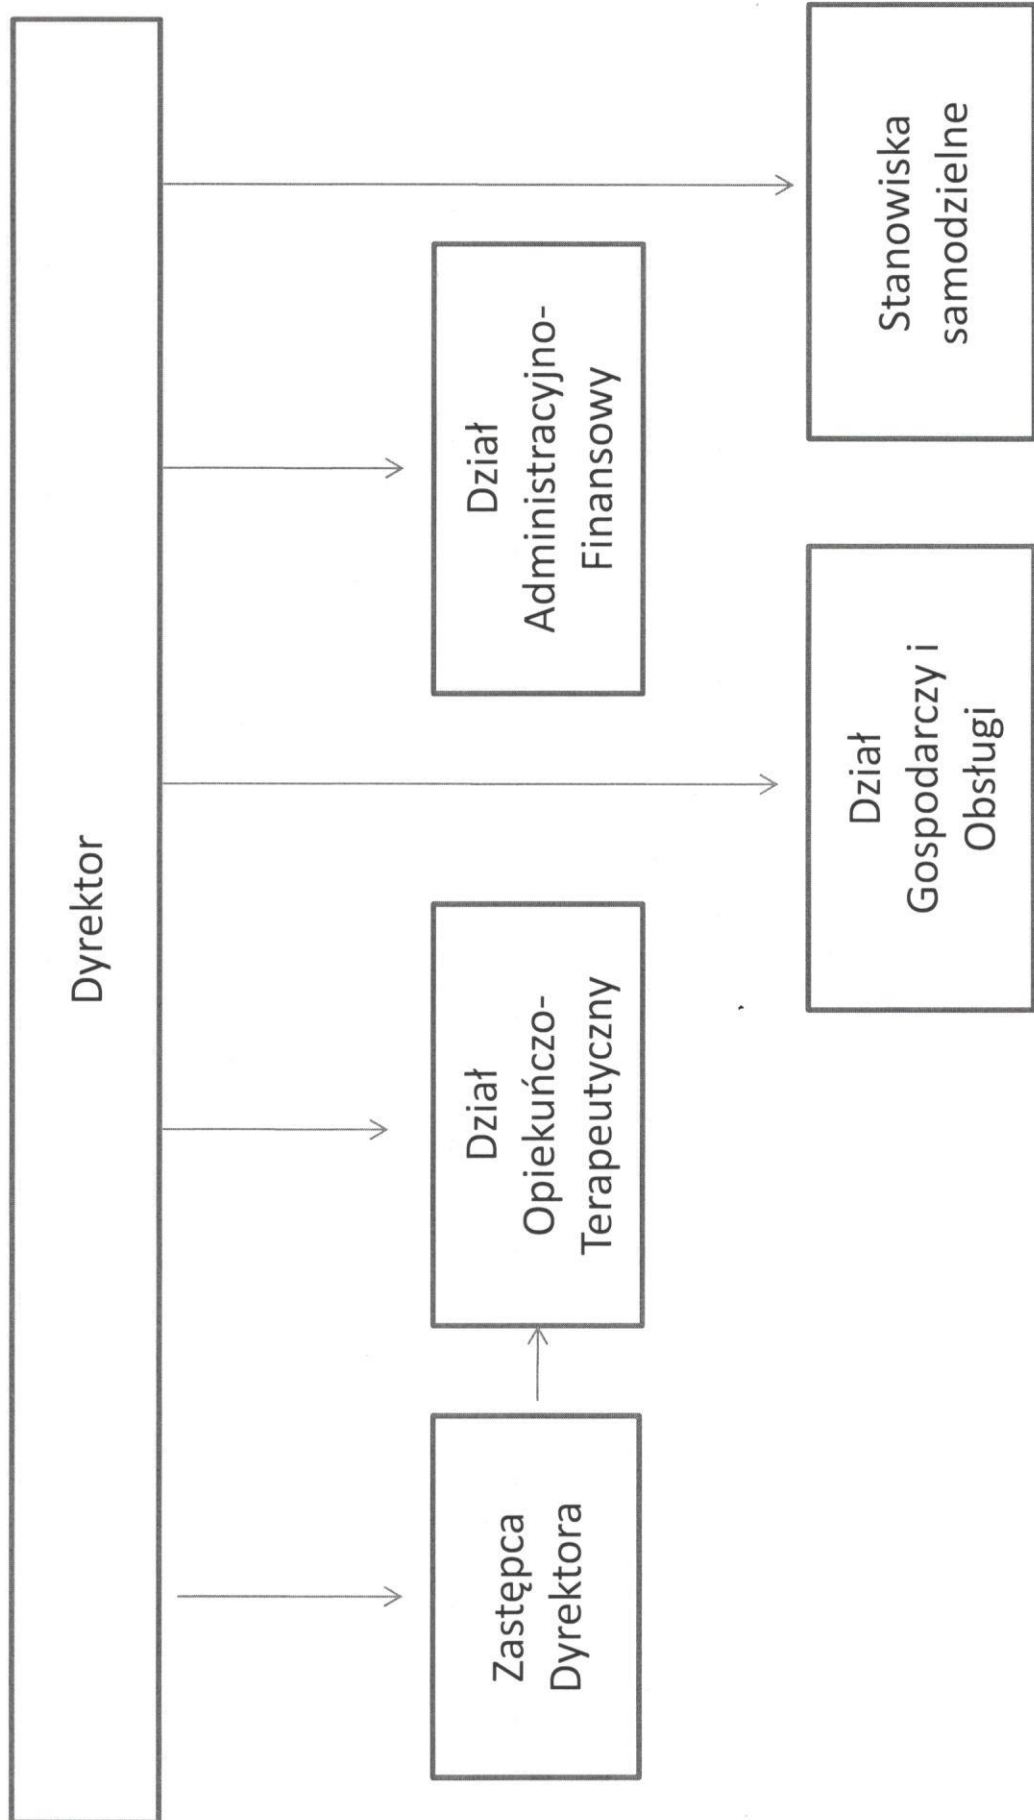 Dyrektor
Zastępca
Dyrektora
Dział
Opiekuńczo-
Terapeutyczny
Dział
Administracyjno-
Finansowy
Dział
Gospodarczy i
Obsługi
Stanowiska
samodzielne